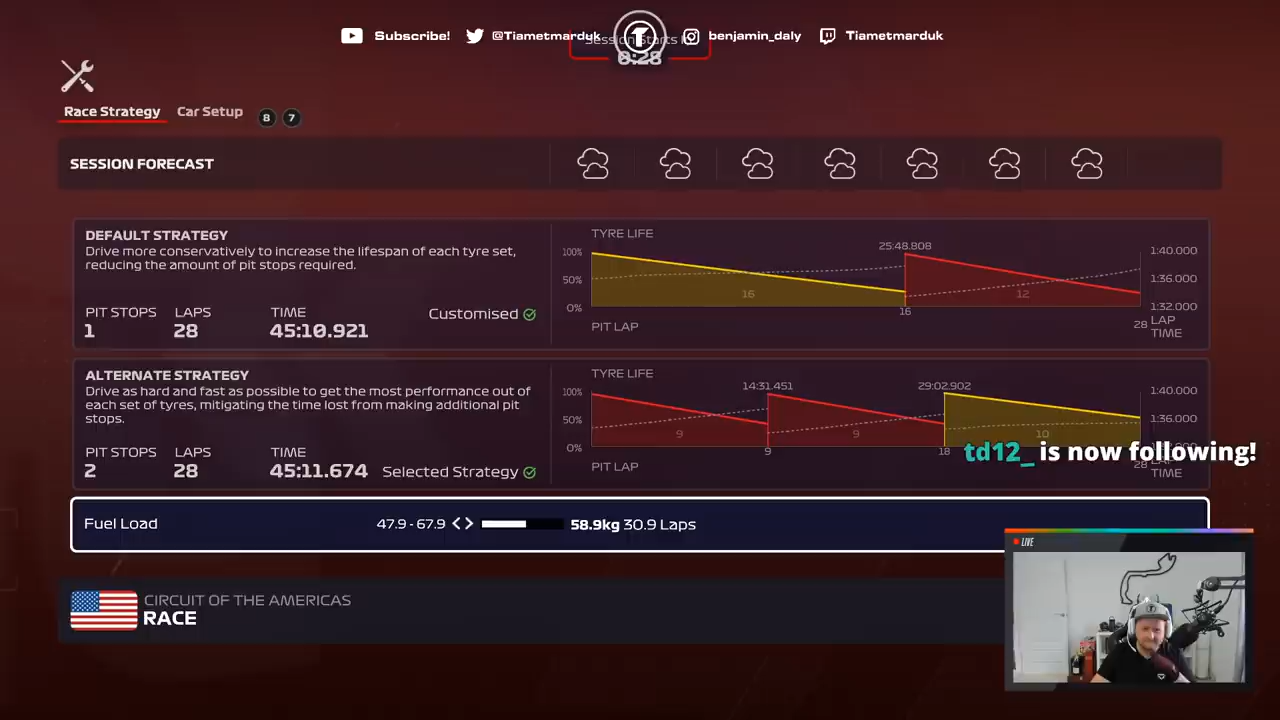 Subscribe! @Tiametmarduk benjamin_daly Tiametmarduk
Session Starts
0:28
Race Strategy Car Setup 8 7
SESSION FORECAST
DEFAULT STRATEGY
Drive more conservatively to increase the lifespan of each tyre set,
reducing the amount of pit stops required.
PIT STOPS LAPS TIME
1 28 45:10.921
Customised
TYRE LIFE
25:48.808
100%
50%
0%
16 12
1:40.000
1:36.000
1:32.000
PIT LAP
16
28
LAP
TIME
ALTERNATE STRATEGY
Drive as hard and fast as possible to get the most performance out of
each set of tyres, mitigating the time lost from making additional pit
stops.
PIT STOPS LAPS TIME
2 28 45:11.674
Selected Strategy
TYRE LIFE
14:31.451 29:02.902
100%
50%
0%
9 9 10
1:40.000
1:36.000
PIT LAP
9 18
TIME
td12_ is now following!
Fuel Load 47.9 - 67.9 58.9kg 30.9 Laps
LIVE
CIRCUIT OF THE AMERICAS
RACE